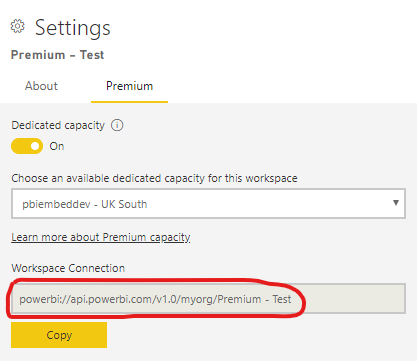 Settings
Premium - Test
About Premium
Dedicated capacity
On
Choose an available dedicated capacity for this workspace
pbiembeddev - UK South
Learn more about Premium capacity
Workspace Connection
powerbi://api.powerbi.com/v1.0/myorg/Premium - Test
Copy